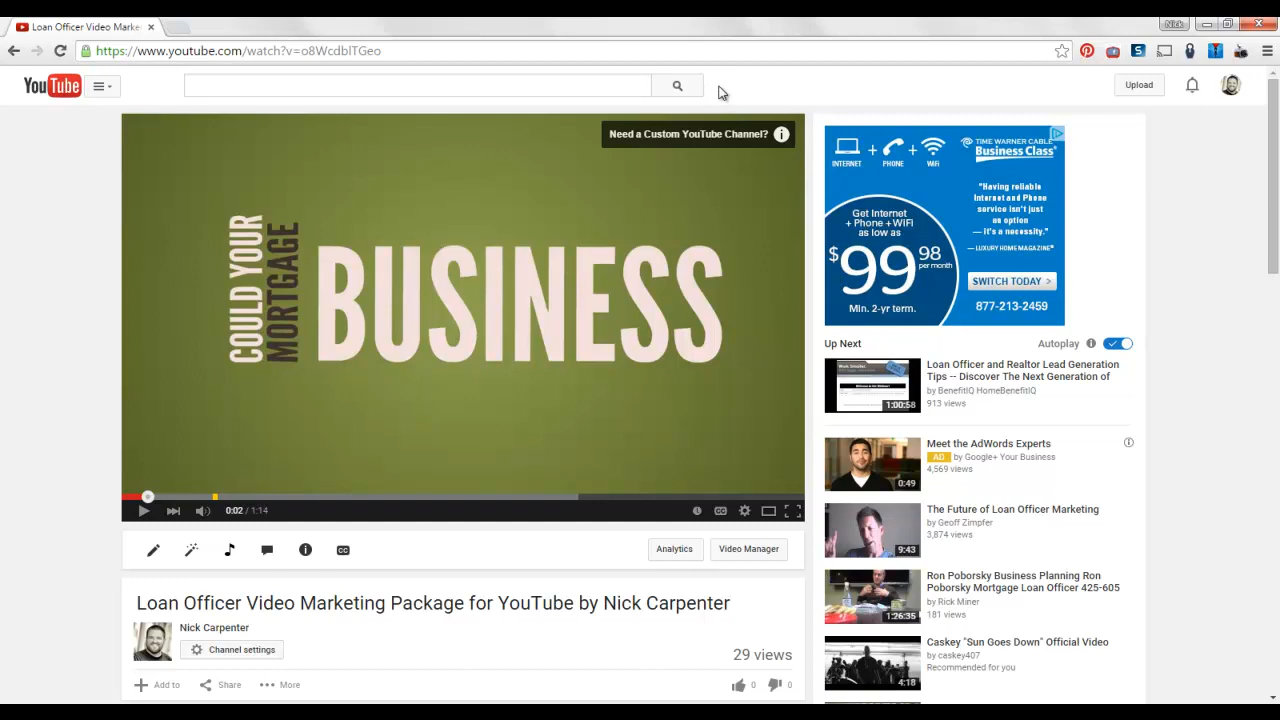 Loan Officer Video Marke
Nick
https://www.youtube.com/watch?v=o8WcdblTGeo
YouTube
Upload
Need a Custom YouTube Channel?
COULD YOUR
MORTGAGE
BUSINESS
0:02 / 1:14
Analytics
Video Manager
Loan Officer Video Marketing Package for YouTube by Nick Carpenter
Nick Carpenter
Channel settings
29 views
Add to
Share
More
0
0
INTERNET + PHONE + WiFi
TIME WARNER CABLE
Business Class
"Having reliable
Internet and Phone
service isn't just
an option
— it's a necessity."
— LUXURY HOME MAGAZINE
Get Internet
+ Phone + WiFi
as low as
$99 98
per month
Min. 2-yr term.
SWITCH TODAY >
877-213-2459
Up Next
Autoplay
Loan Officer and Realtor Lead Generation
Tips -- Discover The Next Generation of
by BenefitIQ HomeBenefitIQ
913 views
1:00:58
Meet the AdWords Experts
AD by Google+ Your Business
4,569 views
0:49
The Future of Loan Officer Marketing
by Geoff Zimpfer
3,874 views
9:43
Ron Poborsky Business Planning Ron
Poborsky Mortgage Loan Officer 425-605
by Rick Miner
181 views
1:26:35
Caskey "Sun Goes Down" Official Video
by caskey407
Recommended for you
4:18